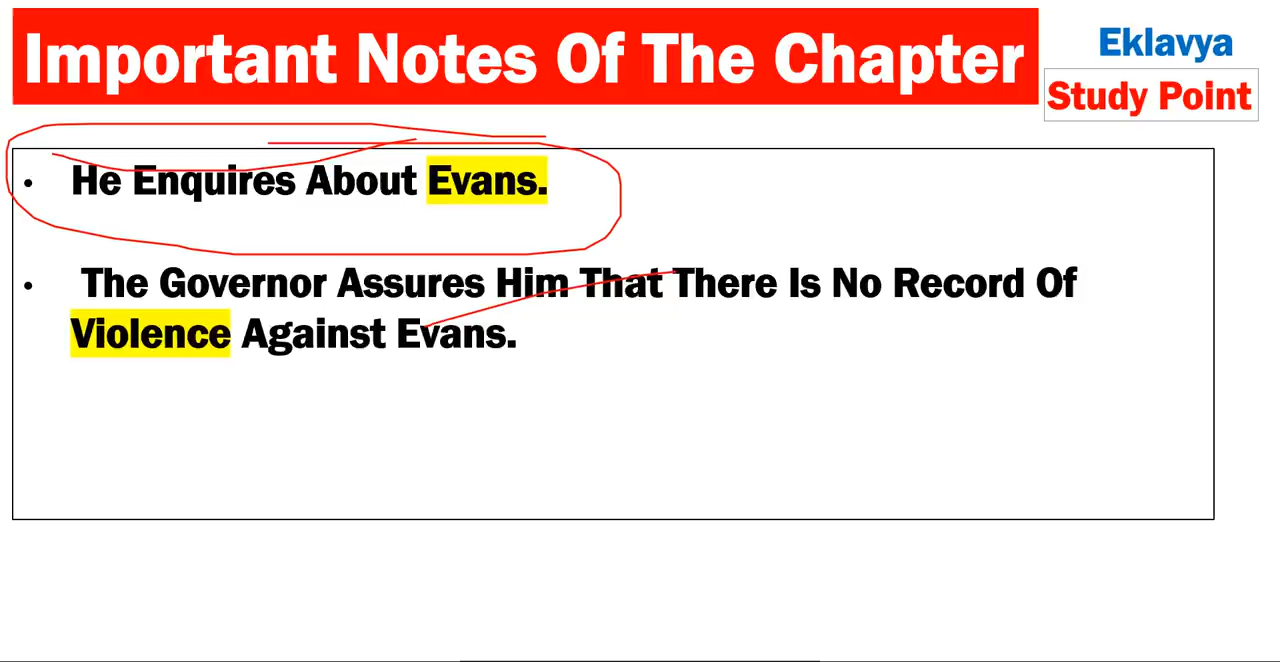 Important Notes Of The Chapter
Eklavya
Study Point
• He Enquires About Evans.
• The Governor Assures Him That There Is No Record Of
Violence Against Evans.